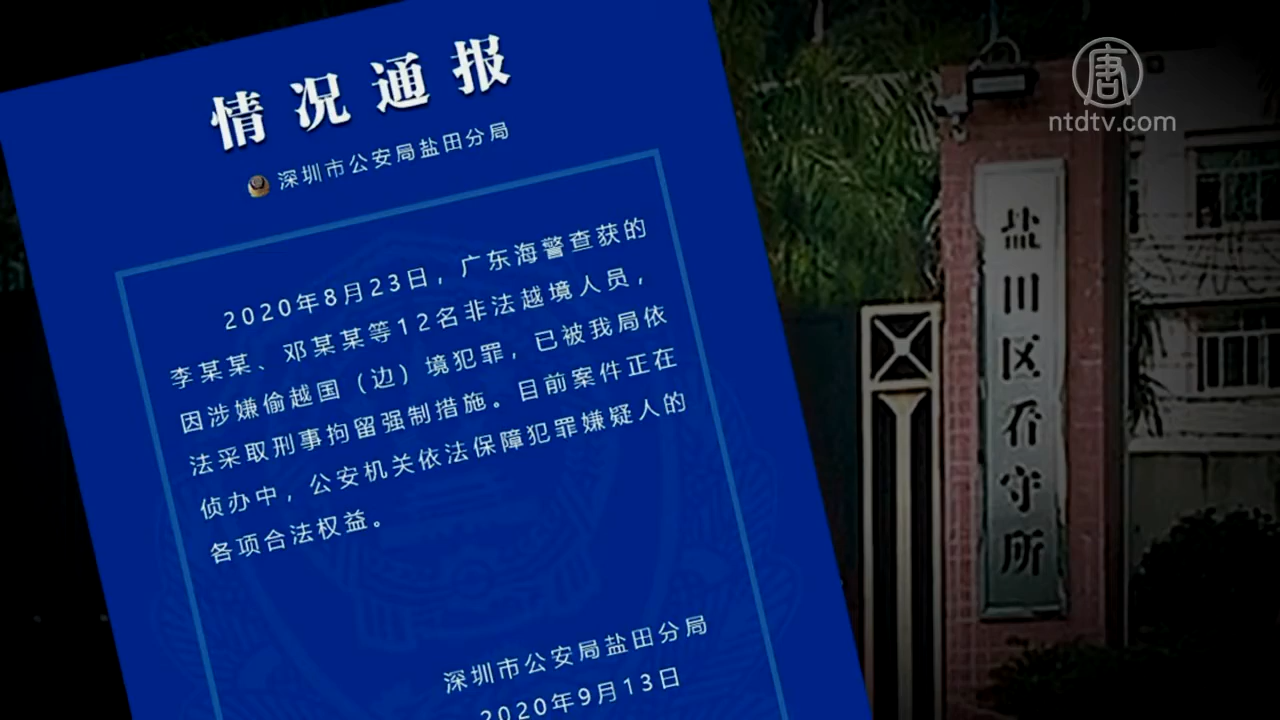 情况通报
深圳市公安局盐田分局
2020年8月23日，广东海警查获的
李某某、邓某某等12名非法越境人员，
因涉嫌偷越国（边）境犯罪，已被我局依
法采取刑事拘留强制措施。目前案件正在
侦办中，公安机关依法保障犯罪嫌疑人的
各项合法权益。
深圳市公安局盐田分局
2020年9月13日
唐
ntdtv.com
盐田区看守所